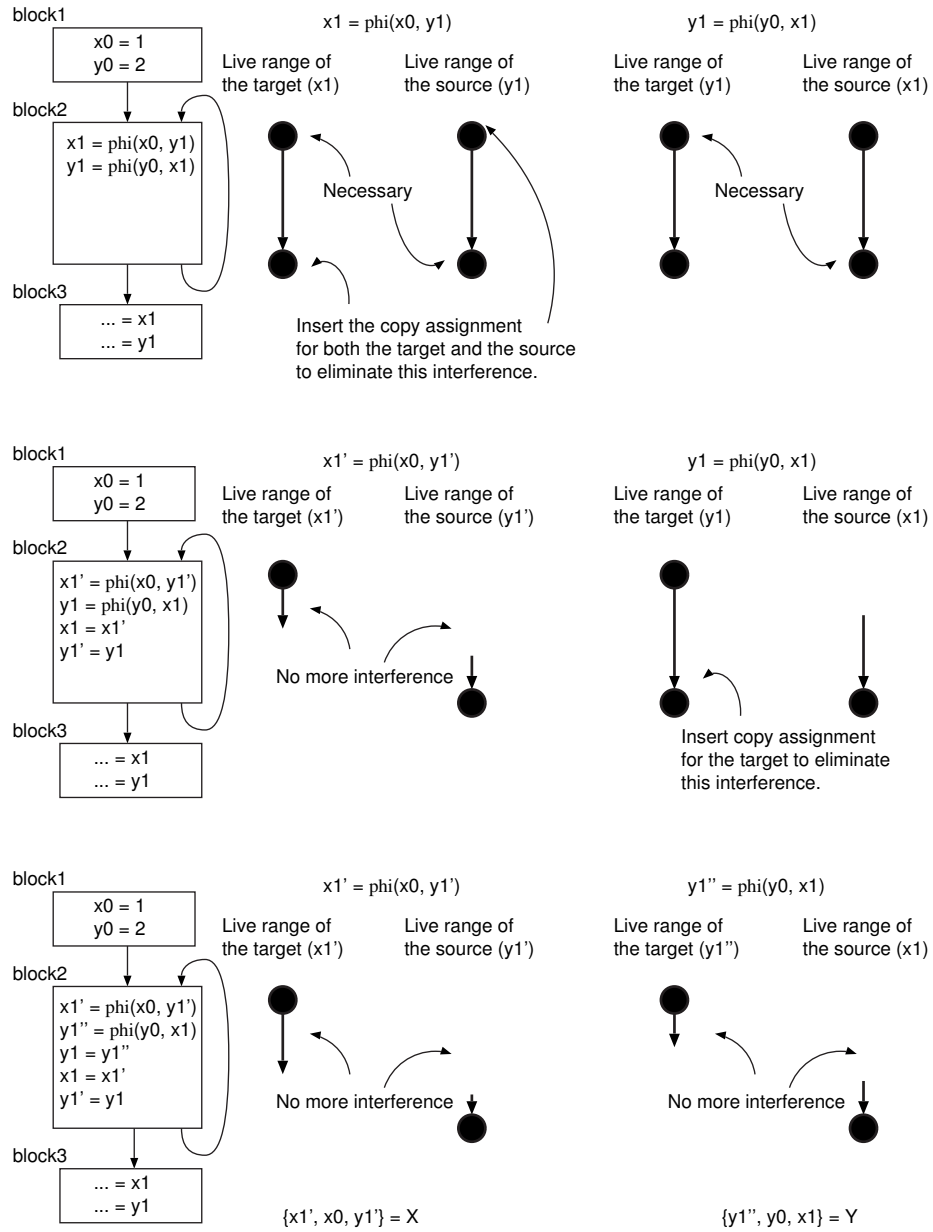 block1
x0 = 1
y0 = 2
block2
x1 = phi(x0, y1)
y1 = phi(y0, x1)
block3
... = x1
... = y1
x1 = phi(x0, y1)
Live range of
the target (x1)
Live range of
the source (y1)
Necessary
Insert the copy assignment
for both the target and the source
to eliminate this interference.
y1 = phi(y0, x1)
Live range of
the target (y1)
Live range of
the source (x1)
Necessary
block1
x0 = 1
y0 = 2
block2
x1' = phi(x0, y1')
y1 = phi(y0, x1)
x1 = x1'
y1' = y1
block3
... = x1
... = y1
x1' = phi(x0, y1')
Live range of
the target (x1')
Live range of
the source (y1')
No more interference
y1 = phi(y0, x1)
Live range of
the target (y1)
Live range of
the source (x1)
Insert copy assignment
for the target to eliminate
this interference.
block1
x0 = 1
y0 = 2
block2
x1' = phi(x0, y1')
y1'' = phi(y0, x1)
y1 = y1''
x1 = x1'
y1' = y1
block3
... = x1
... = y1
x1' = phi(x0, y1')
Live range of
the target (x1')
Live range of
the source (y1')
No more interference
{x1', x0, y1'} = X
y1'' = phi(y0, x1)
Live range of
the target (y1'')
Live range of
the source (x1)
No more interference
{y1'', y0, x1} = Y